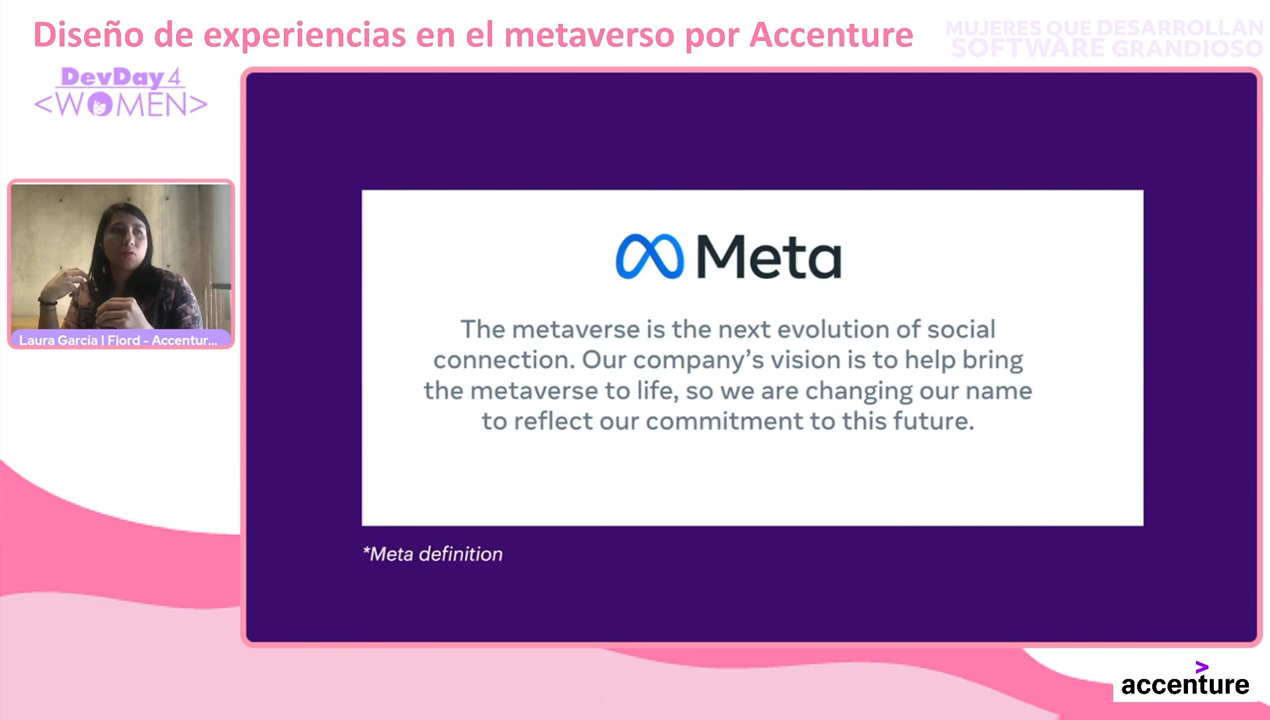 Diseño de experiencias en el metaverso por Accenture
MUJERES QUE DESARROLLAN
SOFTWARE GRANDIOSO
DevDay4
<WOMEN>
Laura García | Fjord - Accentur...
Meta
The metaverse is the next evolution of social
connection. Our company's vision is to help bring
the metaverse to life, so we are changing our name
to reflect our commitment to this future.
*Meta definition
accenture